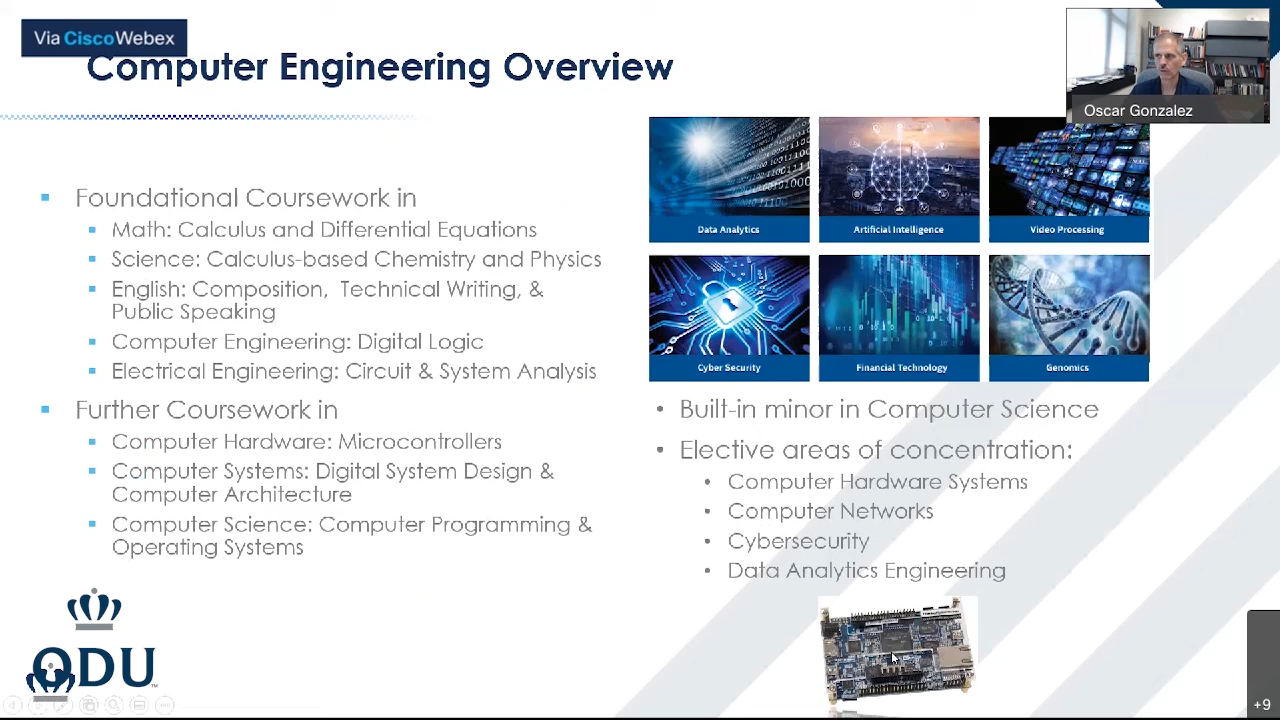 Via CiscoWebex
Computer Engineering Overview
Oscar Gonzalez
Foundational Coursework in
Math: Calculus and Differential Equations
Science: Calculus-based Chemistry and Physics
English: Composition, Technical Writing, &
Public Speaking
Computer Engineering: Digital Logic
Electrical Engineering: Circuit & System Analysis
Further Coursework in
Computer Hardware: Microcontrollers
Computer Systems: Digital System Design &
Computer Architecture
Computer Science: Computer Programming &
Operating Systems
Data Analytics
Artificial Intelligence
Video Processing
Cyber Security
Financial Technology
Genomics
Built-in minor in Computer Science
Elective areas of concentration:
Computer Hardware Systems
Computer Networks
Cybersecurity
Data Analytics Engineering
ODU
+9